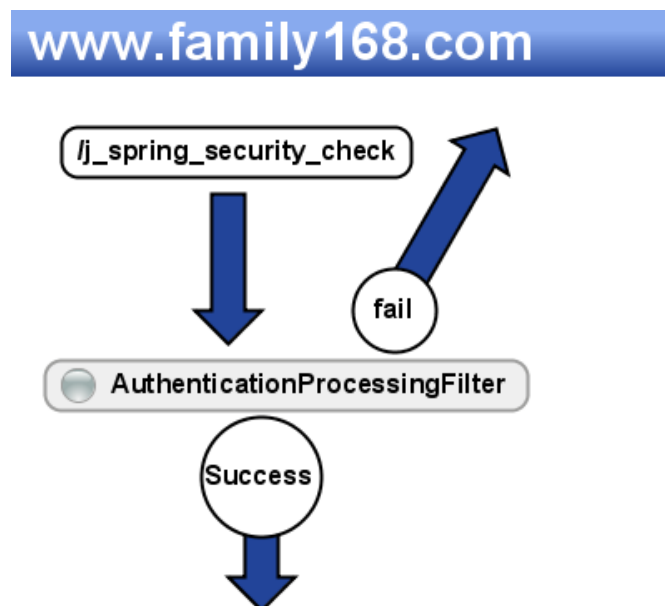 www.family168.com
/j_spring_security_check
fail
AuthenticationProcessingFilter
Success